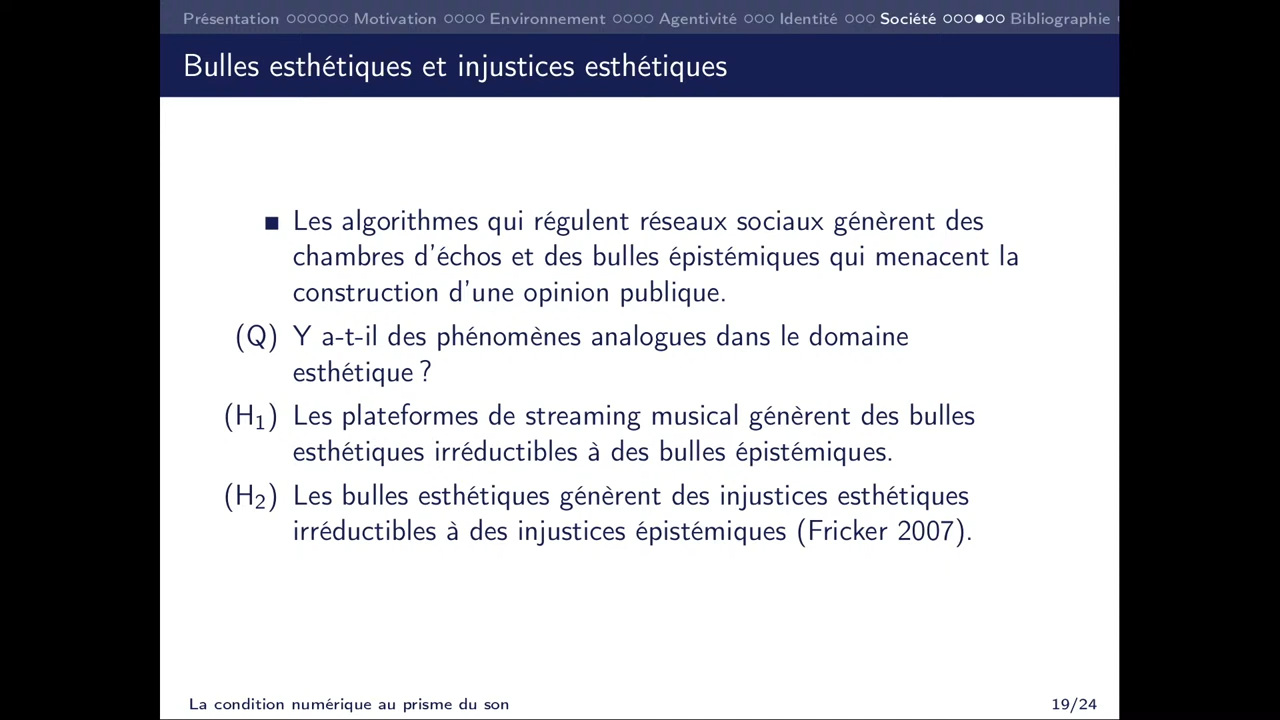 Présentation Motivation Environnement Agentivité Identité Société Bibliographie
Bulles esthétiques et injustices esthétiques
Les algorithmes qui régulent réseaux sociaux génèrent des
chambres d'échos et des bulles épistémiques qui menacent la
construction d'une opinion publique.
(Q) Y a-t-il des phénomènes analogues dans le domaine
esthétique ?
(H₁) Les plateformes de streaming musical génèrent des bulles
esthétiques irréductibles à des bulles épistémiques.
(H₂) Les bulles esthétiques génèrent des injustices esthétiques
irréductibles à des injustices épistémiques (Fricker 2007).
La condition numérique au prisme du son 19/24